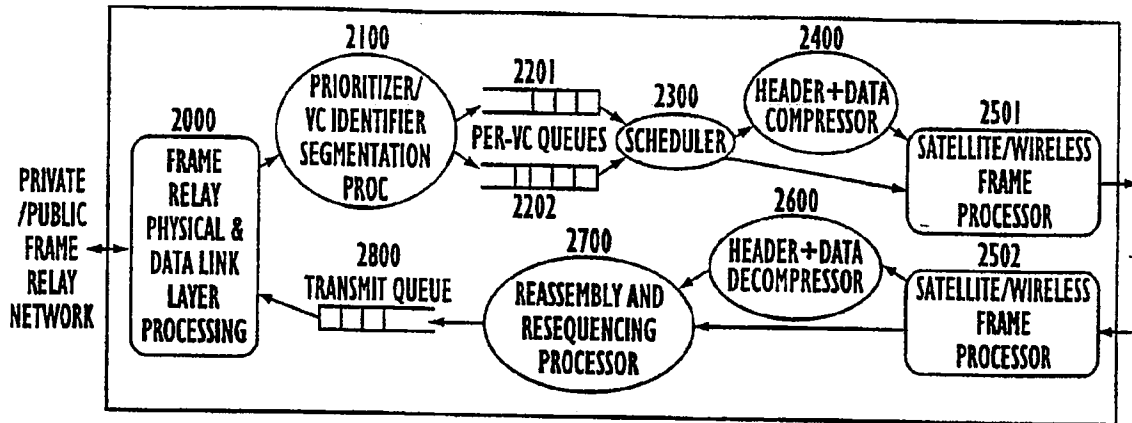 PRIVATE
/PUBLIC
FRAME
RELAY
NETWORK
2000
FRAME
RELAY
PHYSICAL &
DATA LINK
LAYER
PROCESSING
2100
PRIORITIZER/
VC IDENTIFIER
SEGMENTATION
PROC
2201
PER-VC QUEUES
2202
2300
SCHEDULER
2400
HEADER+DATA
COMPRESSOR
2501
SATELLITE/WIRELESS
FRAME
PROCESSOR
2502
SATELLITE/WIRELESS
FRAME
PROCESSOR
2600
HEADER+DATA
DECOMPRESSOR
2700
REASSEMBLY AND
RESEQUENCING
PROCESSOR
2800
TRANSMIT QUEUE